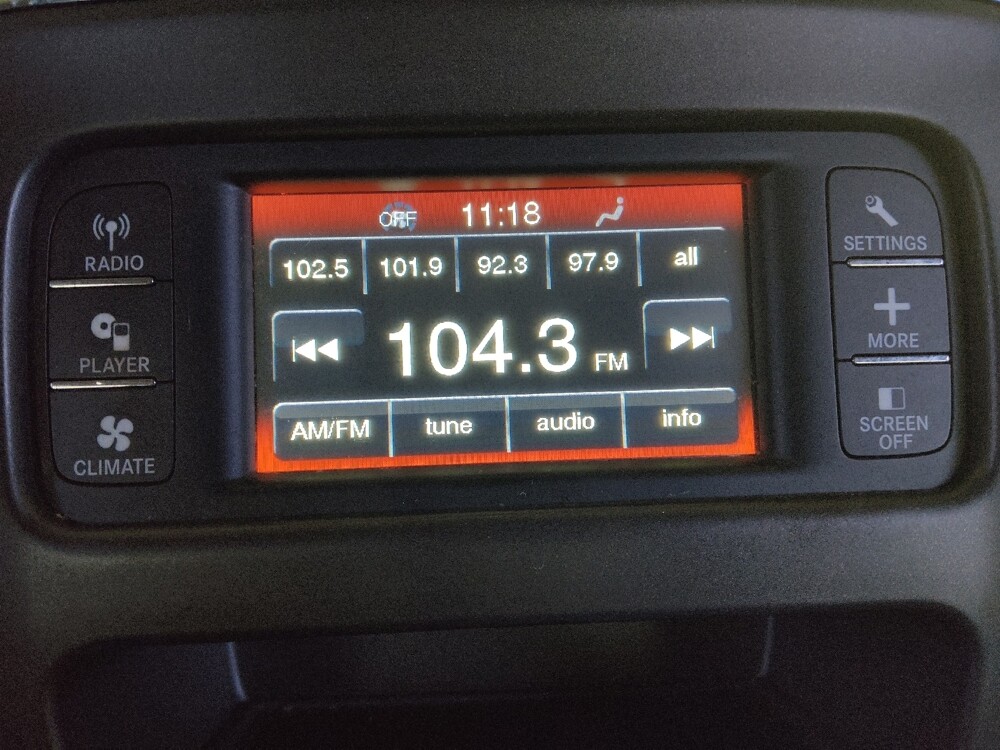 OFF 11:18
102.5 101.9 92.3 97.9 all
104.3 FM
AM/FM tune audio info
RADIO
PLAYER
CLIMATE
SETTINGS
MORE
SCREEN
OFF